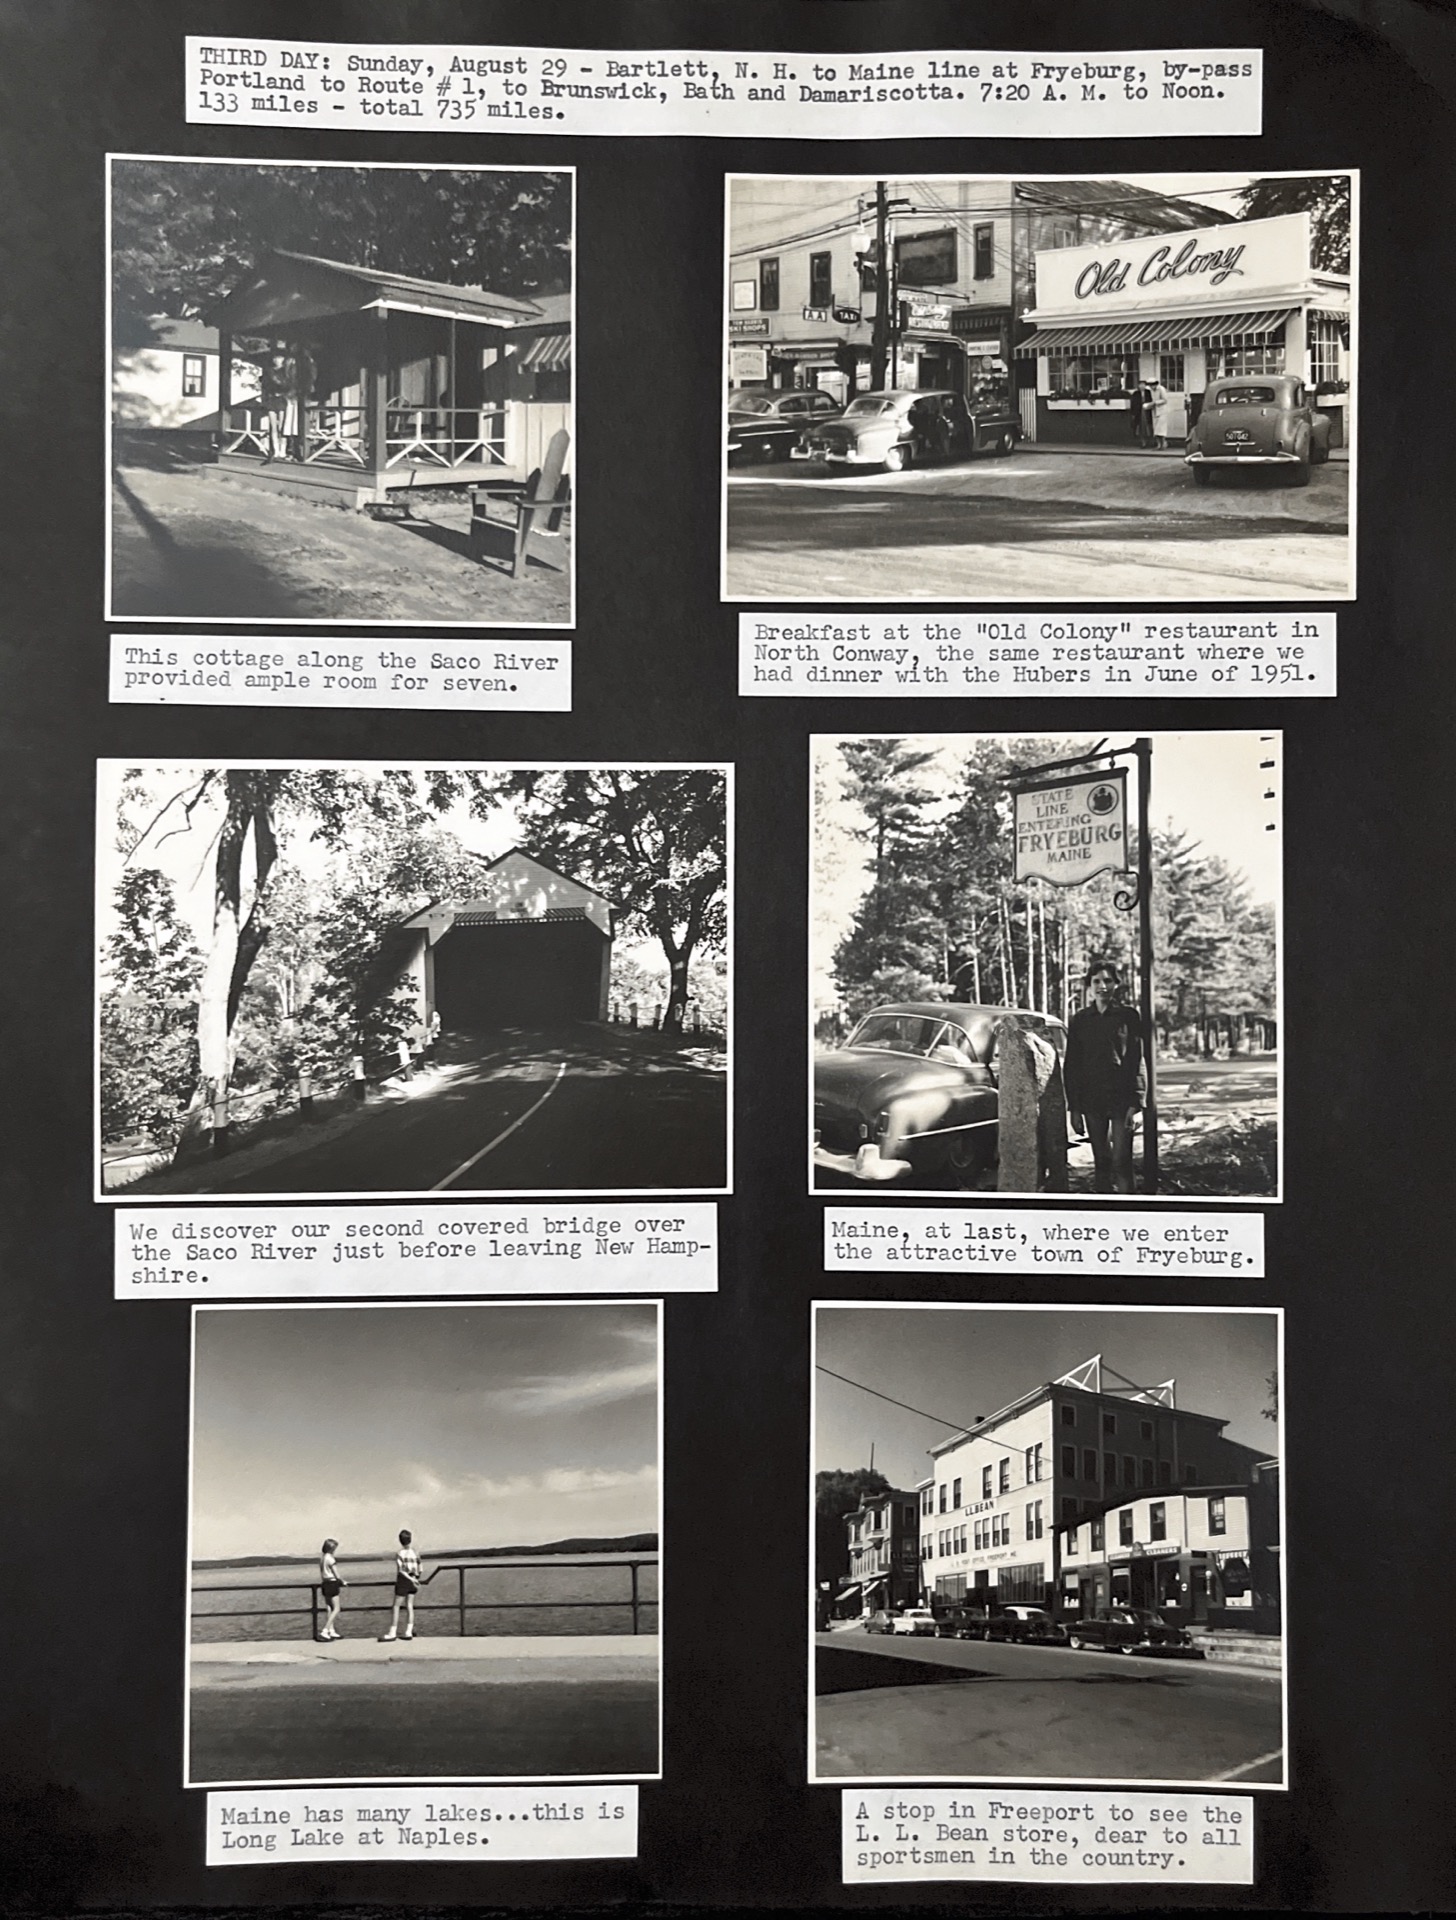 THIRD DAY: Sunday, August 29 - Bartlett, N. H. to Maine line at Fryeburg, by-pass
Portland to Route # 1, to Brunswick, Bath and Damariscotta. 7:20 A. M. to Noon.
133 miles - total 735 miles.
Old Colony
AA
TAXI
SKI SHOPS
This cottage along the Saco River
provided ample room for seven.
Breakfast at the "Old Colony" restaurant in
North Conway, the same restaurant where we
had dinner with the Hubers in June of 1951.
STATE
LINE
ENTERING
FRYEBURG
MAINE
We discover our second covered bridge over
the Saco River just before leaving New Hamp-
shire.
Maine, at last, where we enter
the attractive town of Fryeburg.
L.L.BEAN
Maine has many lakes...this is
Long Lake at Naples.
A stop in Freeport to see the
L. L. Bean store, dear to all
sportsmen in the country.